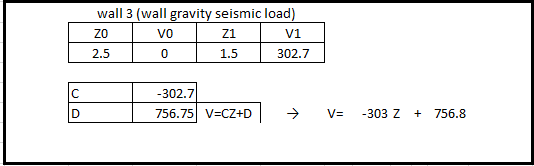 wall 3 (wall gravity seismic load)
Z0 V0 Z1 V1
2.5 0 1.5 302.7
C -302.7
D 756.75 V=CZ+D → V= -303 Z + 756.8